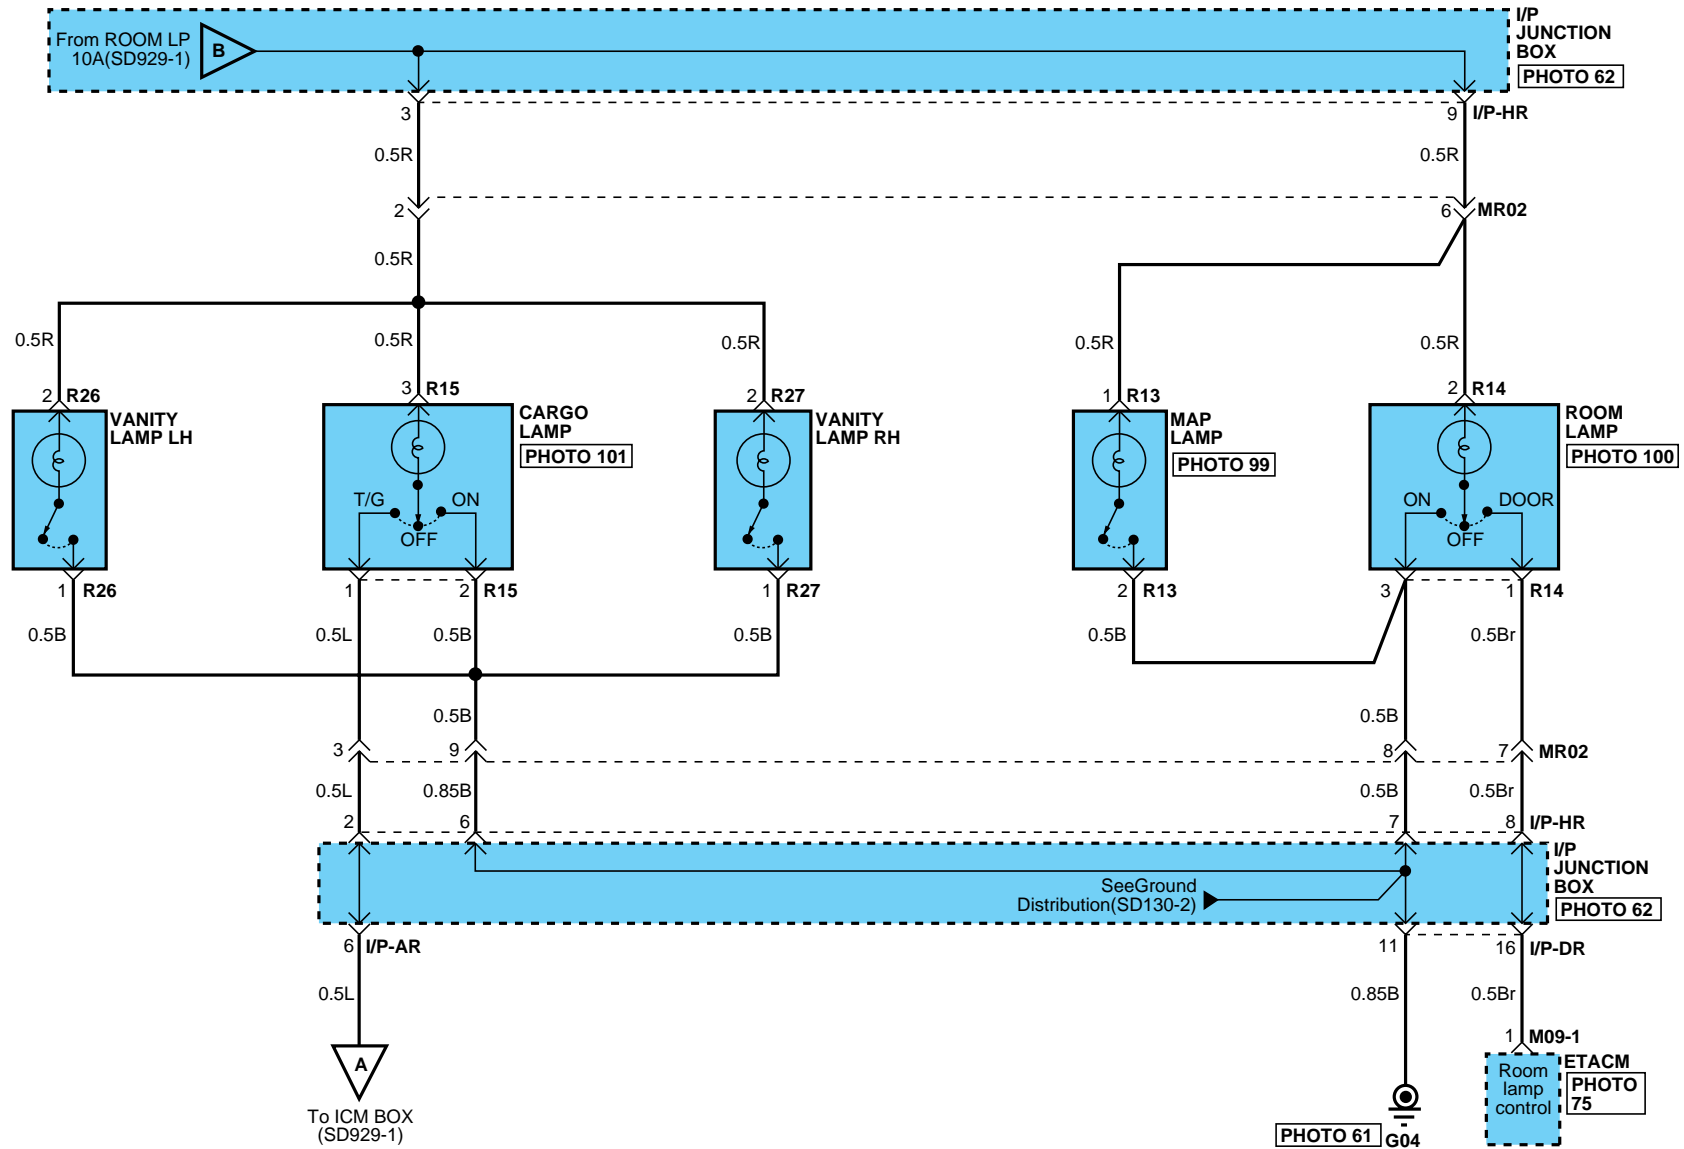 From ROOM LP
10A(SD929-1)
B
I/P
JUNCTION
BOX
PHOTO 62
3
9 I/P-HR
0.5R
0.5R
2
6 MR02
0.5R
0.5R
0.5R
0.5R
0.5R
0.5R
2 R26
3 R15
2 R27
1 R13
2 R14
VANITY
LAMP LH
CARGO
LAMP
PHOTO 101
VANITY
LAMP RH
MAP
LAMP
PHOTO 99
ROOM
LAMP
PHOTO 100
T/G
ON
OFF
ON
DOOR
OFF
1 R26
1
2 R15
1 R27
2 R13
3
1 R14
0.5B
0.5L
0.5B
0.5B
0.5B
0.5Br
0.5B
0.5B
3
9
8
7 MR02
0.5L
0.85B
0.5B
0.5Br
2
6
7
8 I/P-HR
I/P
JUNCTION
BOX
PHOTO 62
SeeGround
Distribution(SD130-2)
6 I/P-AR
11
16 I/P-DR
0.5L
0.85B
0.5Br
1 M09-1
A
To ICM BOX
(SD929-1)
PHOTO 61
G04
Room
lamp
control
ETACM
PHOTO
75